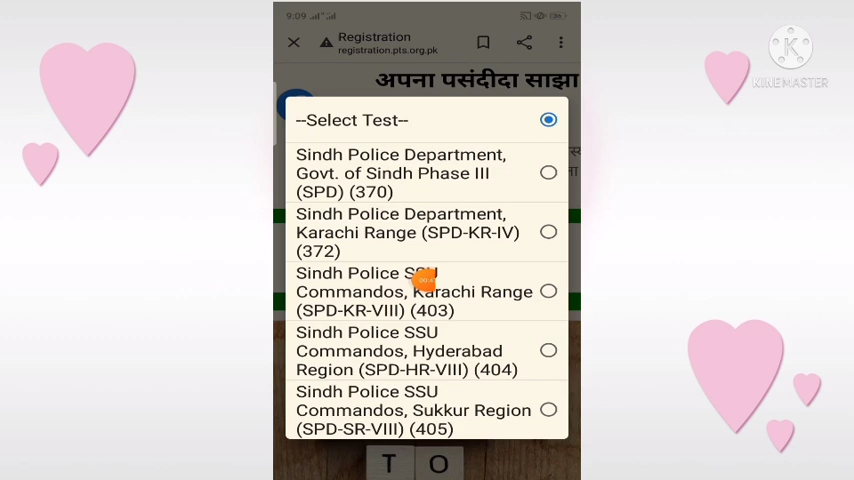 9:09
Registration
registration.pts.org.pk
अपना पसंदीदा साझा
--Select Test--
Sindh Police Department,
Govt. of Sindh Phase III
(SPD) (370)
Sindh Police Department,
Karachi Range (SPD-KR-IV)
(372)
Sindh Police SSU
Commandos, Karachi Range
(SPD-KR-VIII) (403)
Sindh Police SSU
Commandos, Hyderabad
Region (SPD-HR-VIII) (404)
Sindh Police SSU
Commandos, Sukkur Region
(SPD-SR-VIII) (405)
T O
K
KINEMASTER